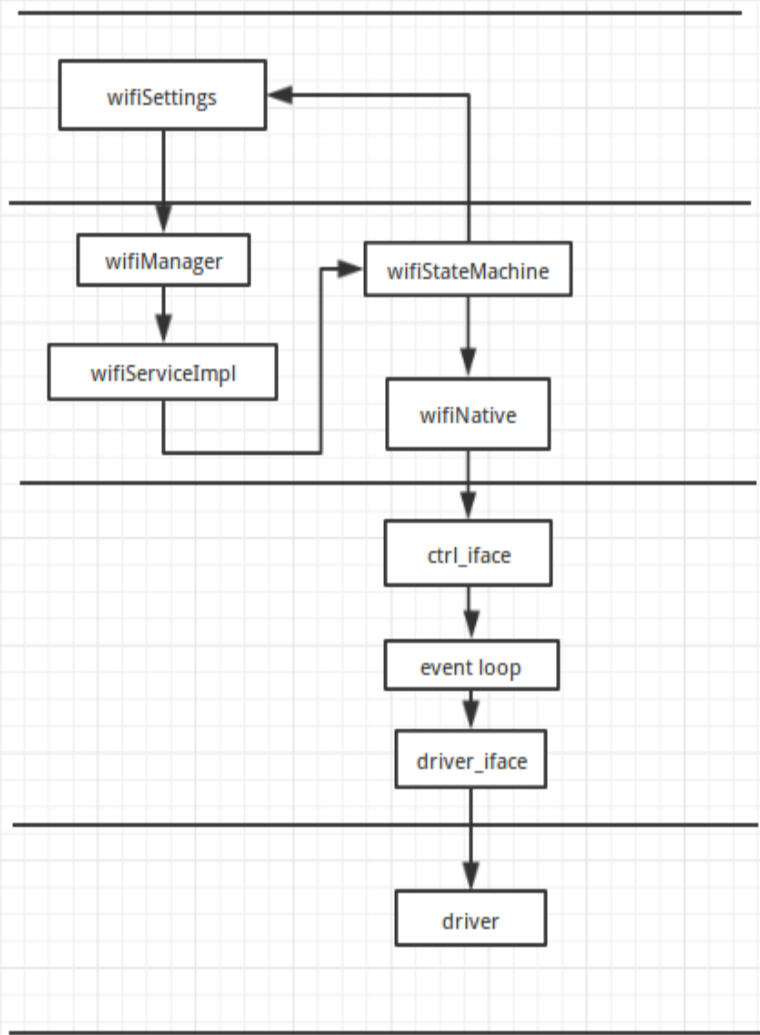 wifiSettings
wifiManager
wifiStateMachine
wifiServiceImpl
wifiNative
ctrl_iface
event loop
driver_iface
driver